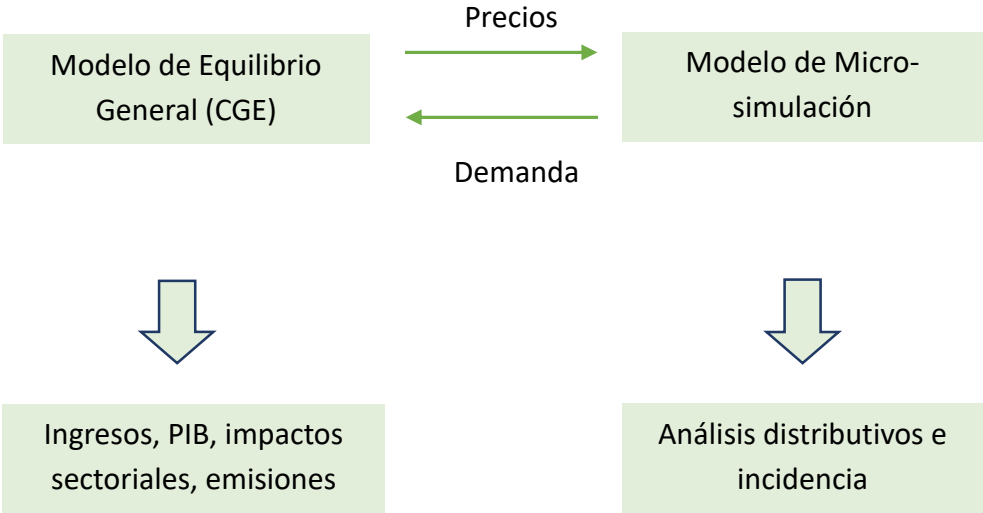 Precios
Modelo de Equilibrio
General (CGE)
Modelo de Micro-
simulación
Demanda
Ingresos, PIB, impactos
sectoriales, emisiones
Análisis distributivos e
incidencia